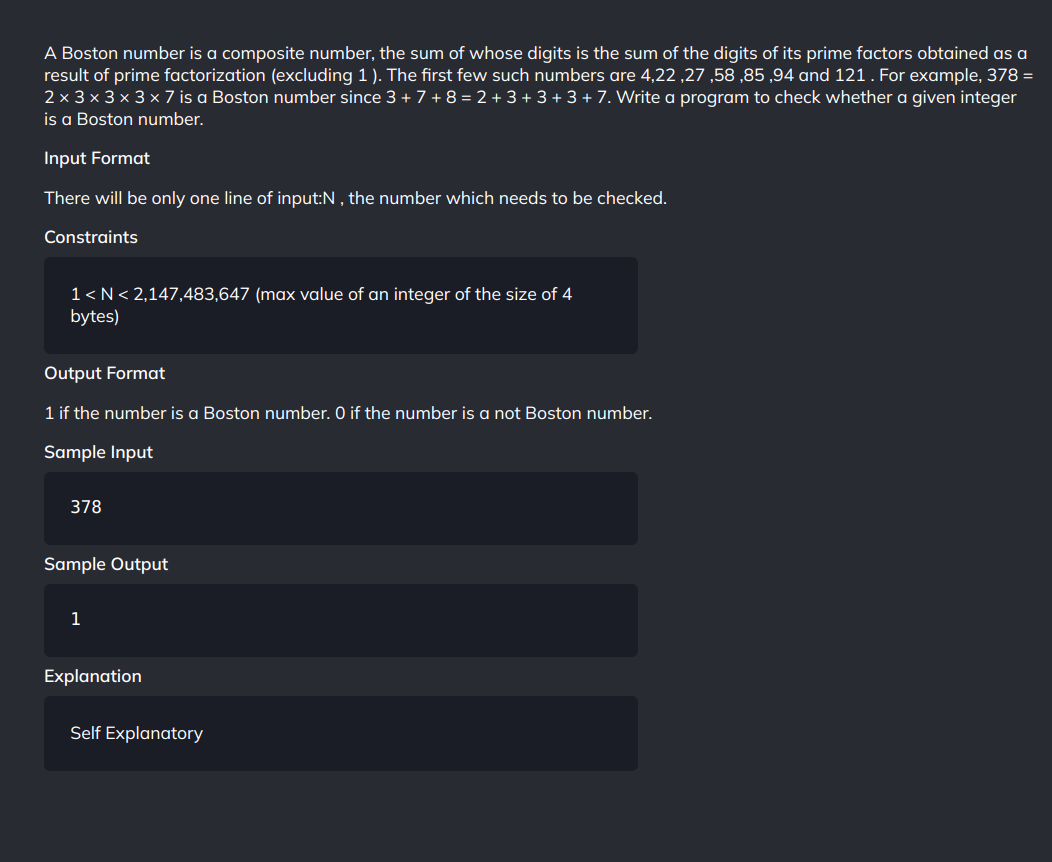 A Boston number is a composite number, the sum of whose digits is the sum of the digits of its prime factors obtained as a
result of prime factorization (excluding 1 ). The first few such numbers are 4,22 ,27 ,58 ,85 ,94 and 121 . For example, 378 =
2 × 3 × 3 × 3 × 7 is a Boston number since 3 + 7 + 8 = 2 + 3 + 3 + 3 + 7. Write a program to check whether a given integer
is a Boston number.
Input Format
There will be only one line of input:N , the number which needs to be checked.
Constraints
1 < N < 2,147,483,647 (max value of an integer of the size of 4
bytes)
Output Format
1 if the number is a Boston number. 0 if the number is a not Boston number.
Sample Input
378
Sample Output
1
Explanation
Self Explanatory